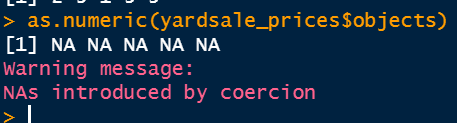 > as.numeric(yardsale_prices$objects)
[1] NA NA NA NA NA
Warning message:
NAs introduced by coercion
>